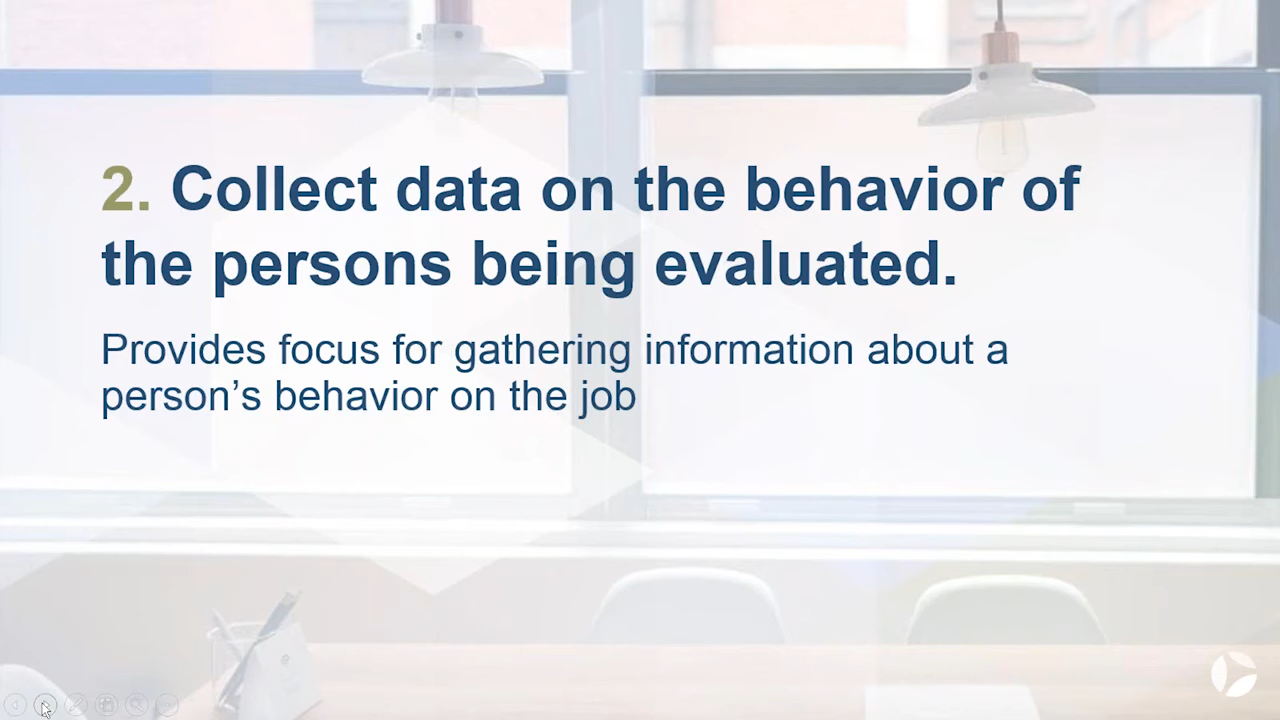 2. Collect data on the behavior of
the persons being evaluated.
Provides focus for gathering information about a
person’s behavior on the job